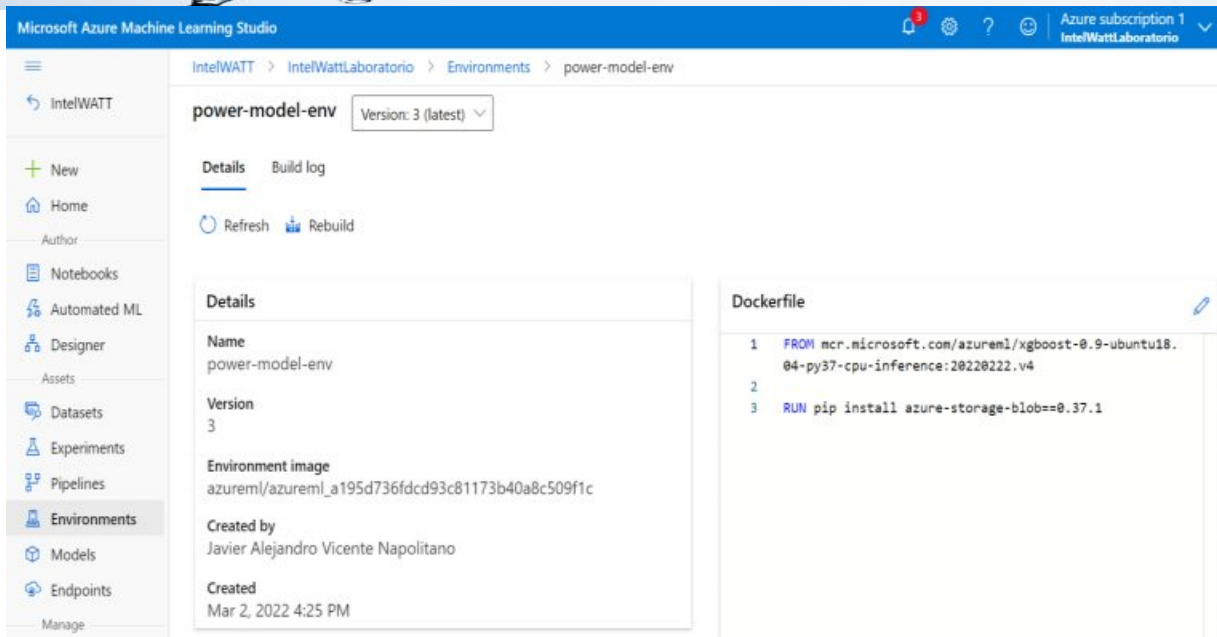 Microsoft Azure Machine Learning Studio
3
Azure subscription 1
IntelWattLaboratorio
IntelWATT > IntelWattLaboratorio > Environments > power-model-env
IntelWATT
power-model-env
Version: 3 (latest)
New
Home
Author
Notebooks
Automated ML
Designer
Assets
Datasets
Experiments
Pipelines
Environments
Models
Endpoints
Manage
Details
Build log
Refresh
Rebuild
Details
Name
power-model-env
Version
3
Environment image
azureml/azureml_a195d736fdcd93c81173b40a8c509f1c
Created by
Javier Alejandro Vicente Napolitano
Created
Mar 2, 2022 4:25 PM
Dockerfile
1 FROM mcr.microsoft.com/azureml/xgboost-0.9-ubuntu18.
04-py37-cpu-inference:20220222.v4
2
3 RUN pip install azure-storage-blob==0.37.1